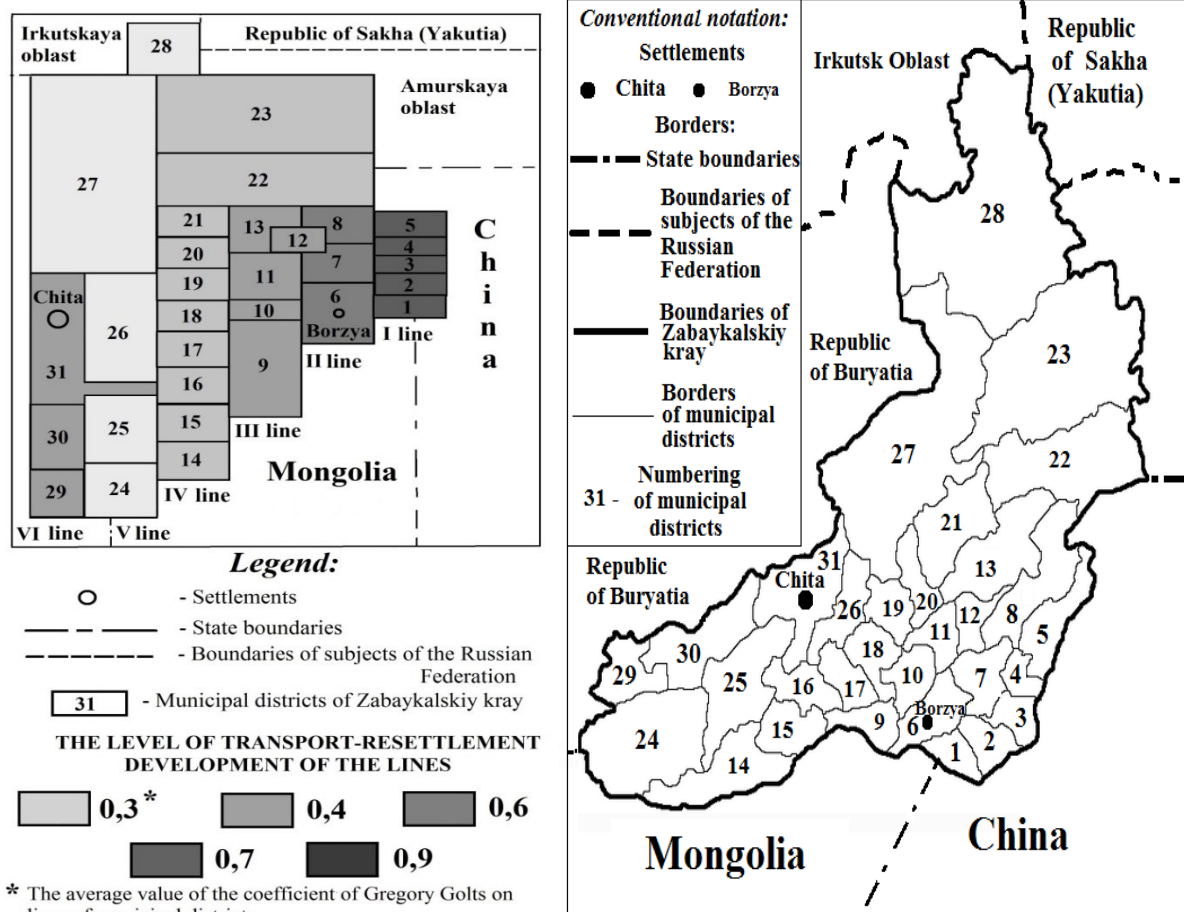 Irkutskaya
oblast
28
Republic of Sakha (Yakutia)
Amurskaya
oblast
23
27
22
21
13
8
5
12
4
20
7
3
11
2
19
Chita
6
1
18
10
Borzya
26
I line
17
II line
31
9
16
15
III line
25
30
14
Mongolia
IV line
29
24
VI line
V line
China
Legend:
- Settlements
- State boundaries
- Boundaries of subjects of the Russian
Federation
31 - Municipal districts of Zabaykalskiy kray
THE LEVEL OF TRANSPORT-RESETTLEMENT
DEVELOPMENT OF THE LINES
0,3* 0,4 0,6
0,7 0,9
* The average value of the coefficient of Gregory Golts on
Conventional notation:
Settlements
Chita Borzya
Borders:
State boundaries
Boundaries of
subjects of the
Russian
Federation
Boundaries of
Zabaykalskiy
kray
Borders
of municipal
districts
Numbering
31 - of municipal
districts
Irkutsk Oblast
Republic
of Sakha
(Yakutia)
28
Republic
of Buryatia
23
27
22
21
13
Republic
of Buryatia
31
Chita
26
19
20
12
8
11
5
18
30
29
25
16
17
10
7
4
Borzya
3
9
6
15
24
14
1
2
Mongolia
China